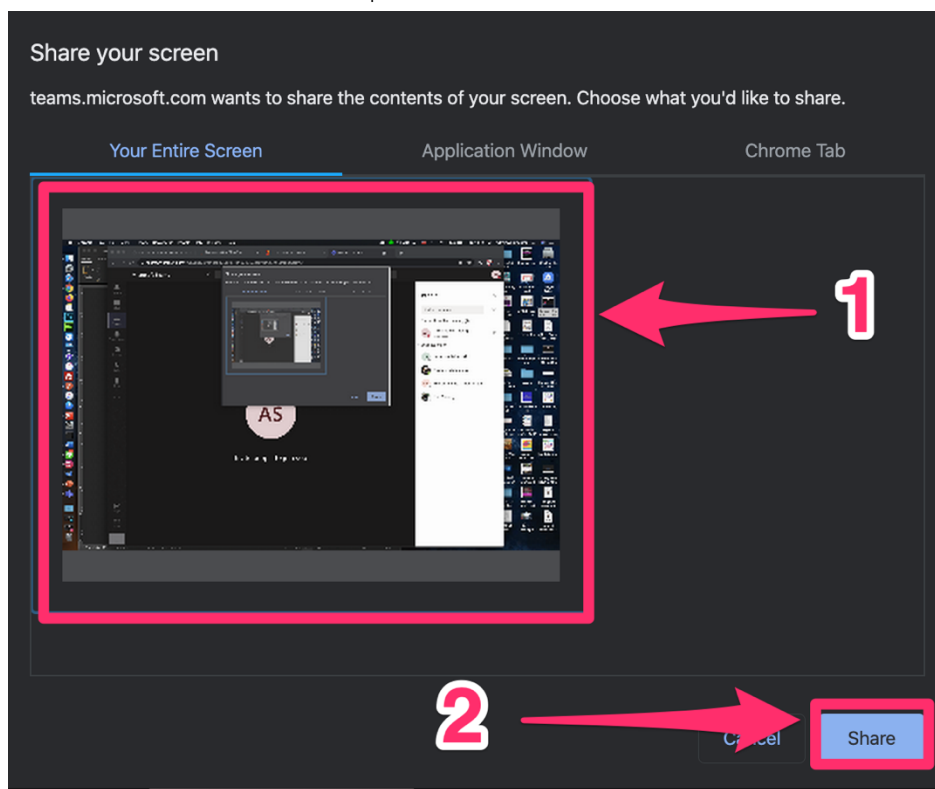 Share your screen
teams.microsoft.com wants to share the contents of your screen. Choose what you'd like to share.
Your Entire Screen Application Window Chrome Tab
1
AS
2
Cancel Share